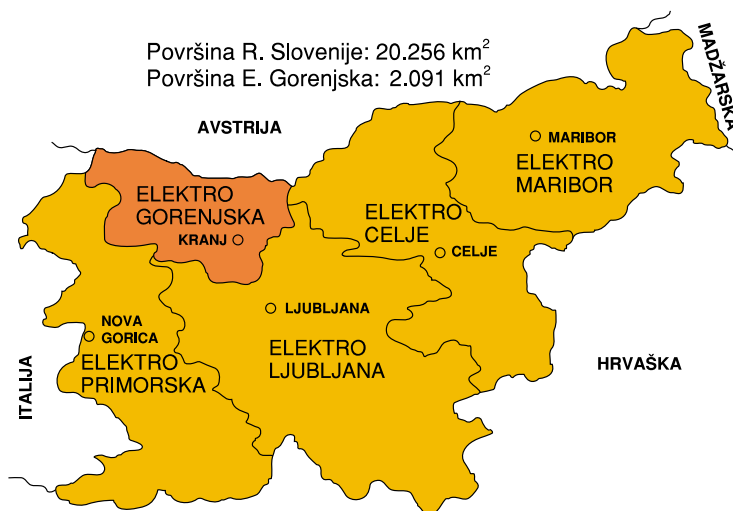 Površina R. Slovenije: 20.256 km²
Površina E. Gorenjska: 2.091 km²
MADŽARSKA
AVSTRIJA
MARIBOR
ELEKTRO
MARIBOR
ELEKTRO
GORENJSKA
KRANJ
ELEKTRO
CELJE
CELJE
LJUBLJANA
NOVA
GORICA
ELEKTRO
PRIMORSKA
ELEKTRO
LJUBLJANA
HRVAŠKA
ITALIJA